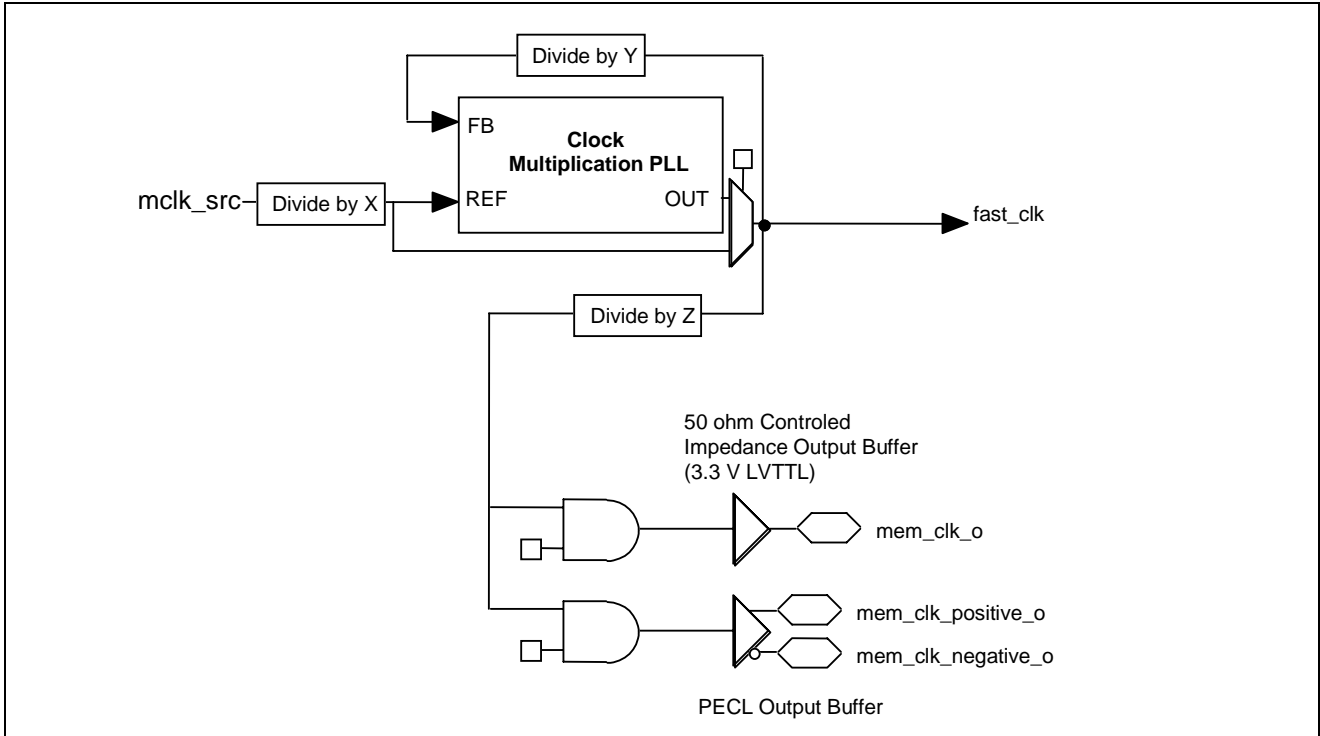 Divide by Y
FB
Clock
Multiplication PLL
mclk_src
Divide by X
REF
OUT
fast_clk
Divide by Z
50 ohm Controled
Impedance Output Buffer
(3.3 V LVTTL)
mem_clk_o
mem_clk_positive_o
mem_clk_negative_o
PECL Output Buffer